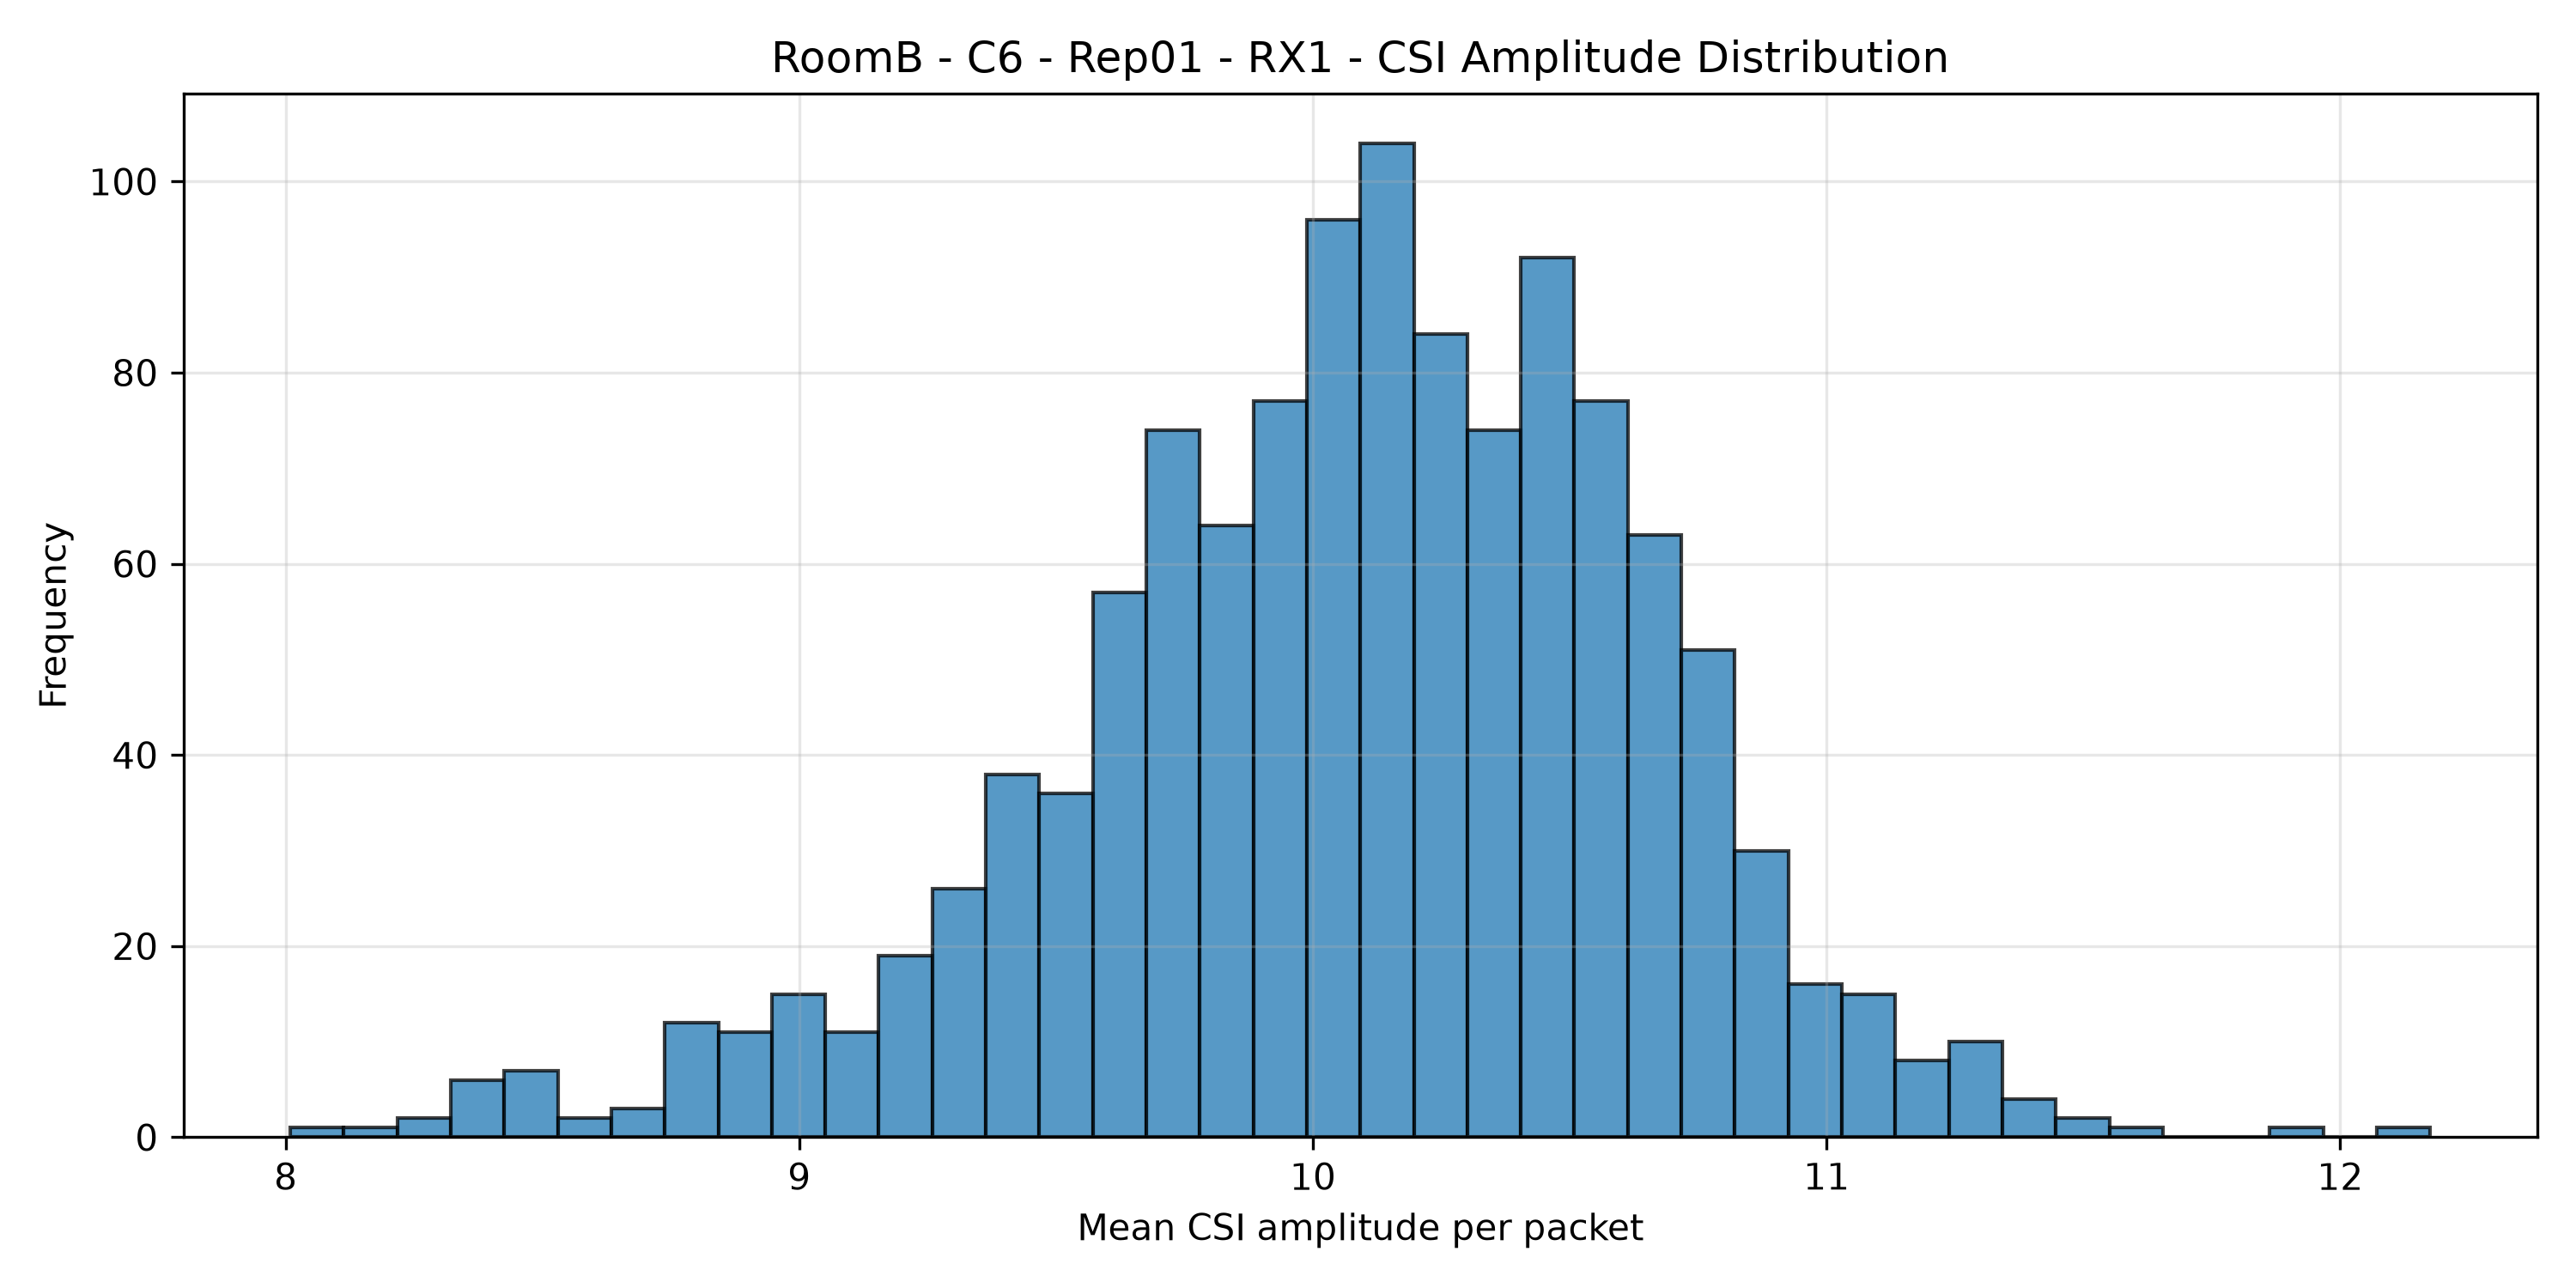 RoomB - C6 - Rep01 - RX1 - CSI Amplitude Distribution
100
80
60
40
20
0
Frequency
8 9 10 11 12
Mean CSI amplitude per packet